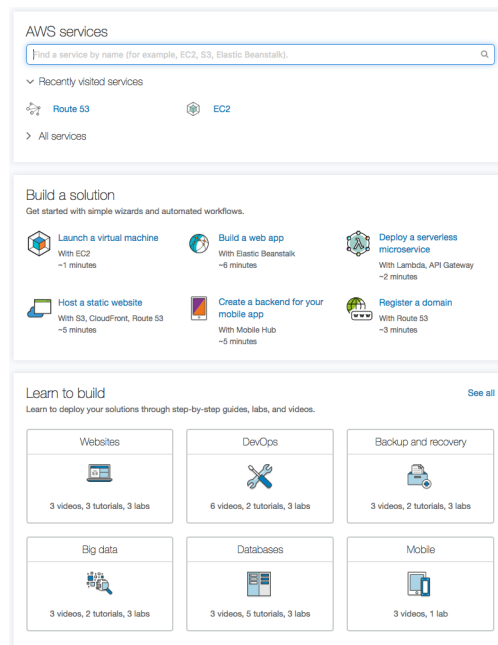 AWS services
Find a service by name (for example, EC2, S3, Elastic Beanstalk).
Recently visited services
Route 53
EC2
All services
Build a solution
Get started with simple wizards and automated workflows.
Launch a virtual machine
With EC2
~1 minutes
Build a web app
With Elastic Beanstalk
~6 minutes
Deploy a serverless
microservice
With Lambda, API Gateway
~2 minutes
Host a static website
With S3, CloudFront, Route 53
~5 minutes
Create a backend for your
mobile app
With Mobile Hub
~5 minutes
Register a domain
With Route 53
~3 minutes
Learn to build
See all
Learn to deploy your solutions through step-by-step guides, labs, and videos.
Websites
3 videos, 3 tutorials, 3 labs
DevOps
6 videos, 2 tutorials, 3 labs
Backup and recovery
3 videos, 2 tutorials, 3 labs
Big data
3 videos, 2 tutorials, 3 labs
Databases
3 videos, 5 tutorials, 3 labs
Mobile
3 videos, 1 lab